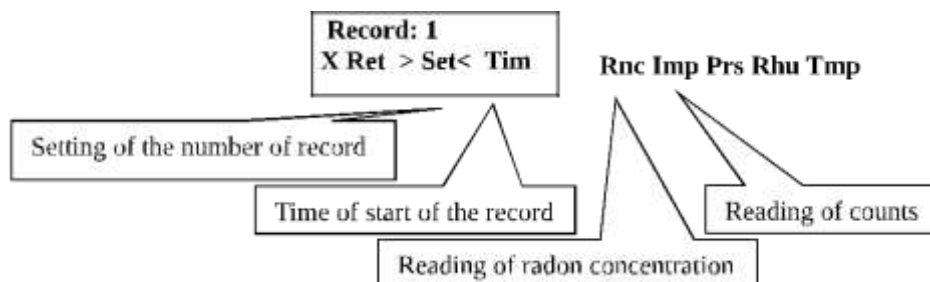 Record: 1
X Ret > Set< Tim
Rnc Imp Prs Rhu Tmp
Setting of the number of record
Time of start of the record
Reading of counts
Reading of radon concentration